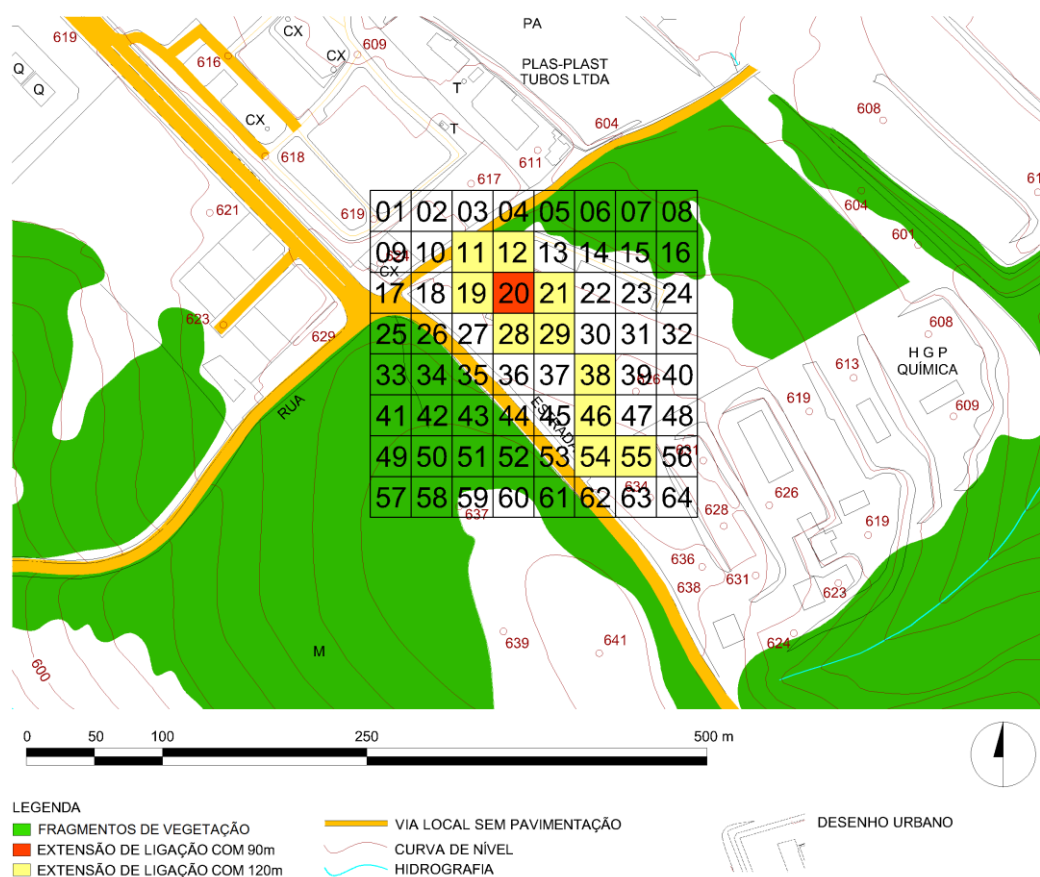 PA
619
CX
609
616
CX
Q
PLAS-PLAST
TUBOS LTDA
T
Q
608
CX
T
604
618
611
617
604
621
619
601
01 02 03 04 05 06 07 08
624
09 10 11 12 13 14 15 16
CX
17 18 19 20 21 22 23 24
623
629
25 26 27 28 29 30 31 32
608
H G P
QUÍMICA
33 34 35 36 37 38 39 40
626
613
RUA
ESTRADA
619
609
41 42 43 44 45 46 47 48
49 50 51 52 53 54 55 56
631
634
57 58 59 60 61 62 63 64
637
626
628
619
636
638
631
623
639
641
624
M
600
0 50 100 250 500 m
LEGENDA
FRAGMENTOS DE VEGETAÇÃO
EXTENSÃO DE LIGAÇÃO COM 90m
EXTENSÃO DE LIGAÇÃO COM 120m
VIA LOCAL SEM PAVIMENTAÇÃO
CURVA DE NÍVEL
HIDROGRAFIA
DESENHO URBANO